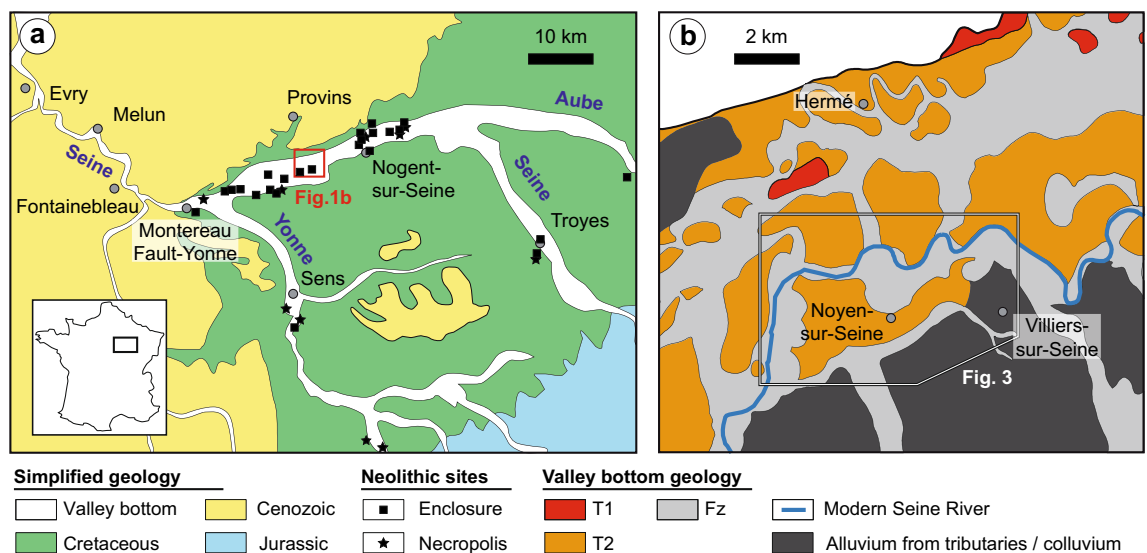 a
10 km
Evry
Melun
Provins
Aube
Seine
Nogent-
sur-Seine
Fig.1b
Fontainebleau
Seine
Montereau
Fault-Yonne
Yonne
Troyes
Sens
b
2 km
Hermé
Noyen-
sur-Seine
Villiers-
sur-Seine
Fig. 3
Simplified geology
Valley bottom
Cenozoic
Cretaceous
Jurassic
Neolithic sites
Enclosure
Necropolis
Valley bottom geology
T1
Fz
T2
Modern Seine River
Alluvium from tributaries / colluvium